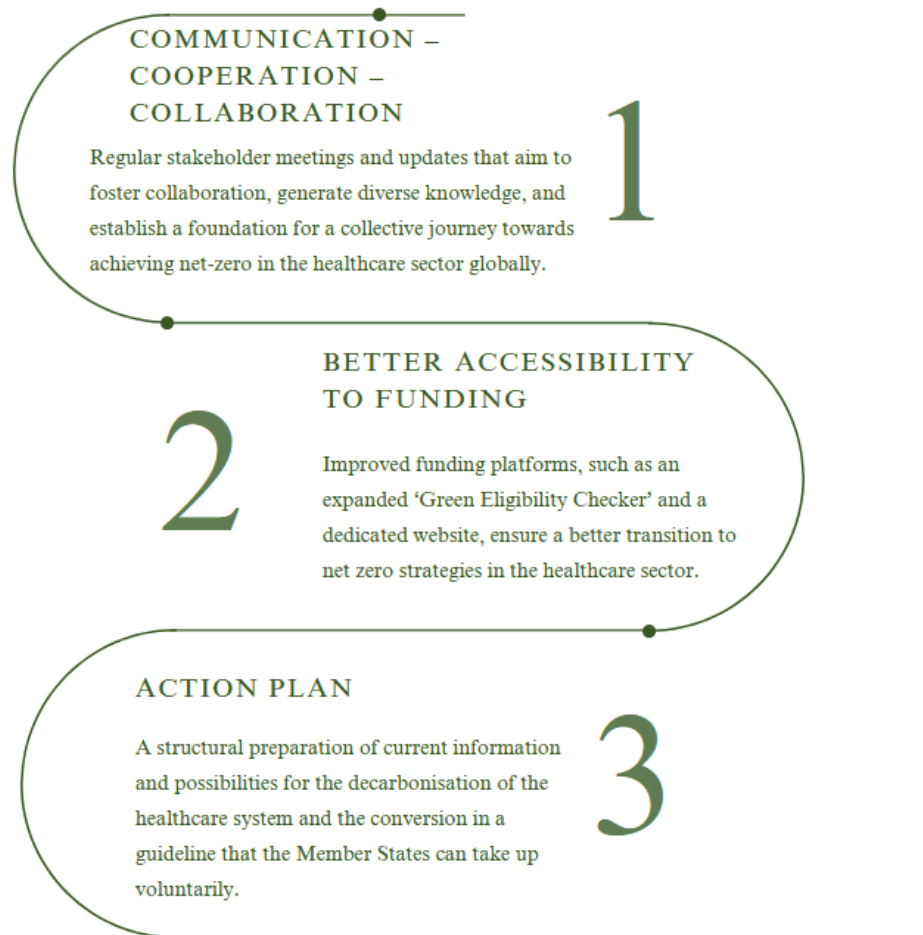 COMMUNICATION –
COOPERATION –
COLLABORATION
1
Regular stakeholder meetings and updates that aim to
foster collaboration, generate diverse knowledge, and
establish a foundation for a collective journey towards
achieving net-zero in the healthcare sector globally.
BETTER ACCESSIBILITY
TO FUNDING
2
Improved funding platforms, such as an
expanded ‘Green Eligibility Checker’ and a
dedicated website, ensure a better transition to
net zero strategies in the healthcare sector.
ACTION PLAN
3
A structural preparation of current information
and possibilities for the decarbonisation of the
healthcare system and the conversion in a
guideline that the Member States can take up
voluntarily.